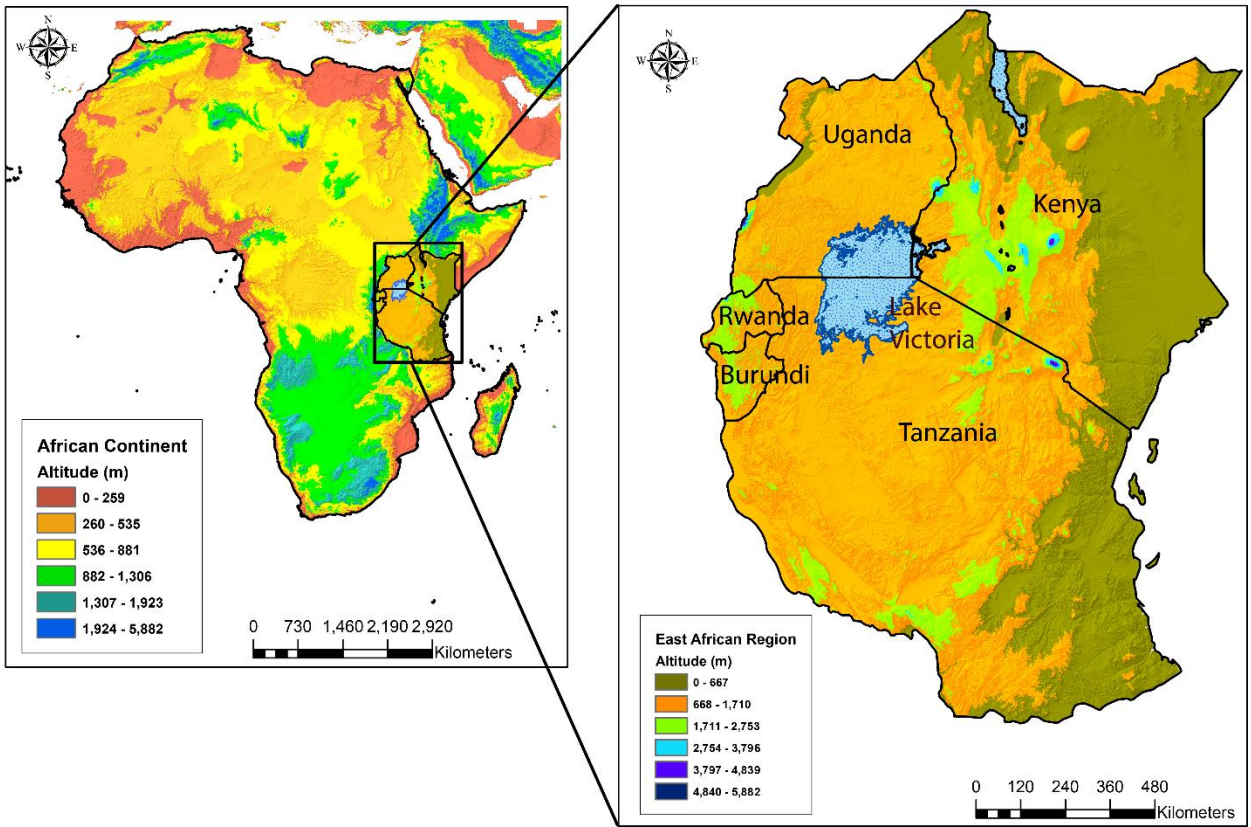 N
W E
S
African Continent
Altitude (m)
0 - 259
260 - 535
536 - 881
882 - 1,306
1,307 - 1,923
1,924 - 5,882
0 730 1,460 2,190 2,920
Kilometers
N
W E
S
Uganda
Kenya
Rwanda
Lake
Victoria
Burundi
Tanzania
East African Region
Altitude (m)
0 - 667
668 - 1,710
1,711 - 2,753
2,754 - 3,796
3,797 - 4,839
4,840 - 5,882
0 120 240 360 480
Kilometers